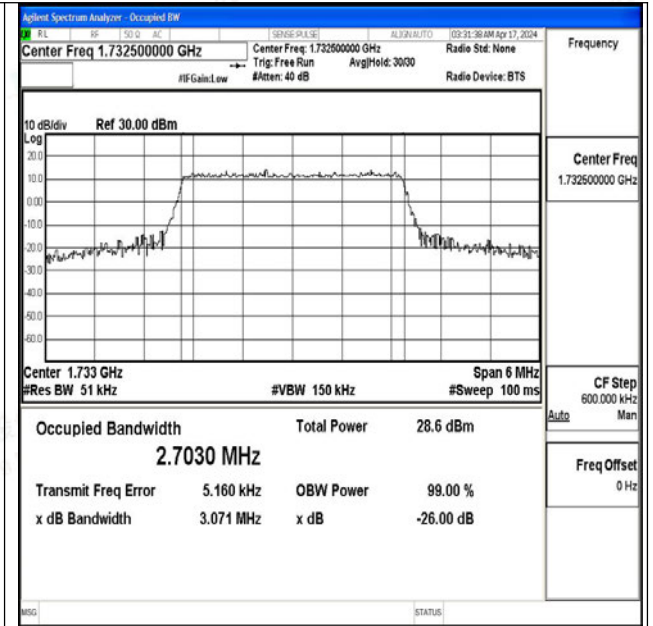 Agilent Spectrum Analyzer - Occupied BW
RL RF 50 Ω AC SENSE:PULSE ALIGN AUTO 03:31:38 AM Apr 17, 2024
Center Freq 1.732500000 GHz
Center Freq: 1.732500000 GHz
Radio Std: None
Trig: Free Run Avg|Hold: 30/30
#IFGain:Low #Atten: 40 dB
Radio Device: BTS
10 dB/div Ref 30.00 dBm
Log
20.0
10.0
0.00
-10.0
-20.0
-30.0
-40.0
-50.0
-60.0
Center 1.733 GHz Span 6 MHz
#Res BW 51 kHz #VBW 150 kHz #Sweep 100 ms
Occupied Bandwidth Total Power 28.6 dBm
2.7030 MHz
Transmit Freq Error 5.160 kHz OBW Power 99.00 %
x dB Bandwidth 3.071 MHz x dB -26.00 dB
MSG STATUS
Frequency
Center Freq
1.732500000 GHz
CF Step
600.000 kHz
Auto Man
Freq Offset
0 Hz